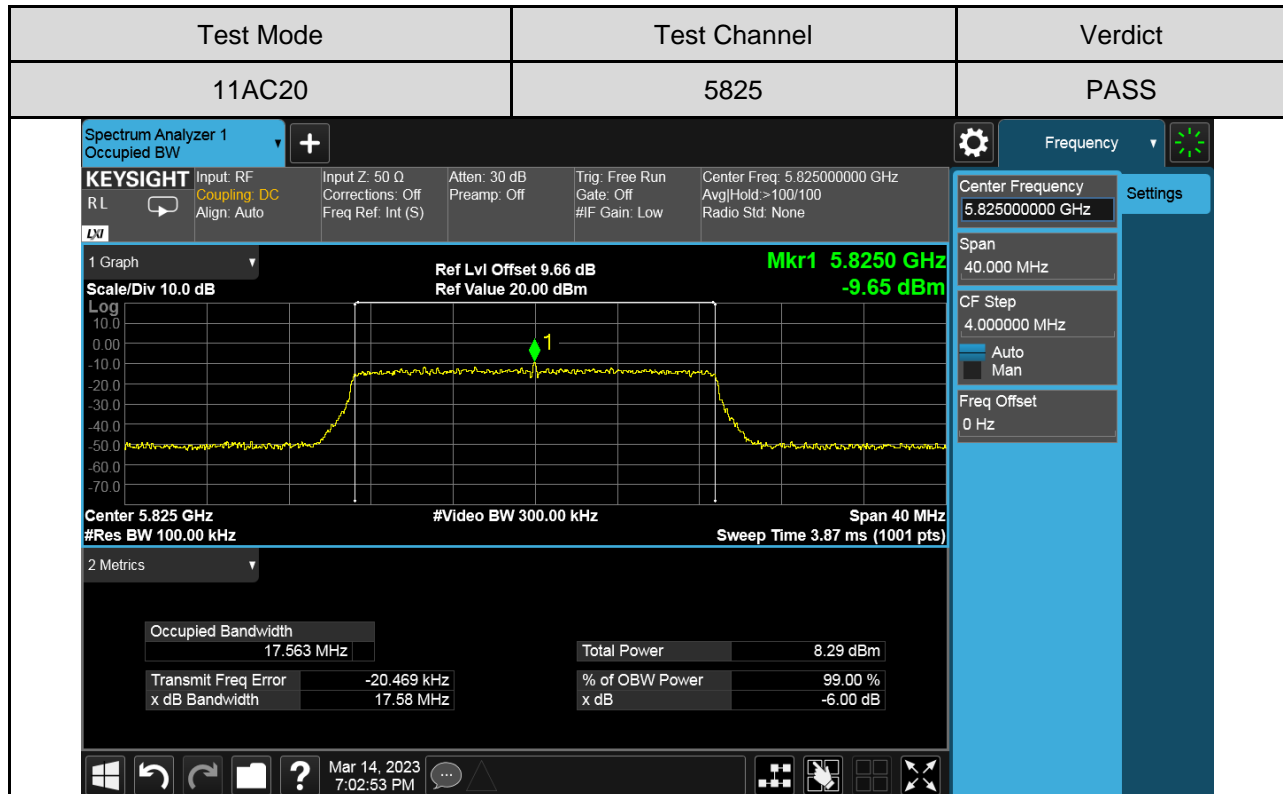 Test Mode Test Channel Verdict
11AC20 5825 PASS
Spectrum Analyzer 1
Occupied BW
+
Frequency
KEYSIGHT
R L
LXI
Input: RF
Coupling: DC
Align: Auto
Input Z: 50 Ω
Corrections: Off
Freq Ref: Int (S)
Atten: 30 dB
Preamp: Off
Trig: Free Run
Gate: Off
#IF Gain: Low
Center Freq: 5.825000000 GHz
Avg|Hold:>100/100
Radio Std: None
Center Frequency
5.825000000 GHz
Settings
Span
40.000 MHz
CF Step
4.000000 MHz
Auto
Man
Freq Offset
0 Hz
1 Graph
Scale/Div 10.0 dB
Ref Lvl Offset 9.66 dB
Ref Value 20.00 dBm
Mkr1 5.8250 GHz
-9.65 dBm
Log
10.0
0.00
-10.0
-20.0
-30.0
-40.0
-50.0
-60.0
-70.0
1
Center 5.825 GHz #Video BW 300.00 kHz Span 40 MHz
#Res BW 100.00 kHz Sweep Time 3.87 ms (1001 pts)
2 Metrics
Occupied Bandwidth
17.563 MHz
Transmit Freq Error -20.469 kHz
x dB Bandwidth 17.58 MHz
Total Power 8.29 dBm
% of OBW Power 99.00 %
x dB -6.00 dB
?
Mar 14, 2023
7:02:53 PM